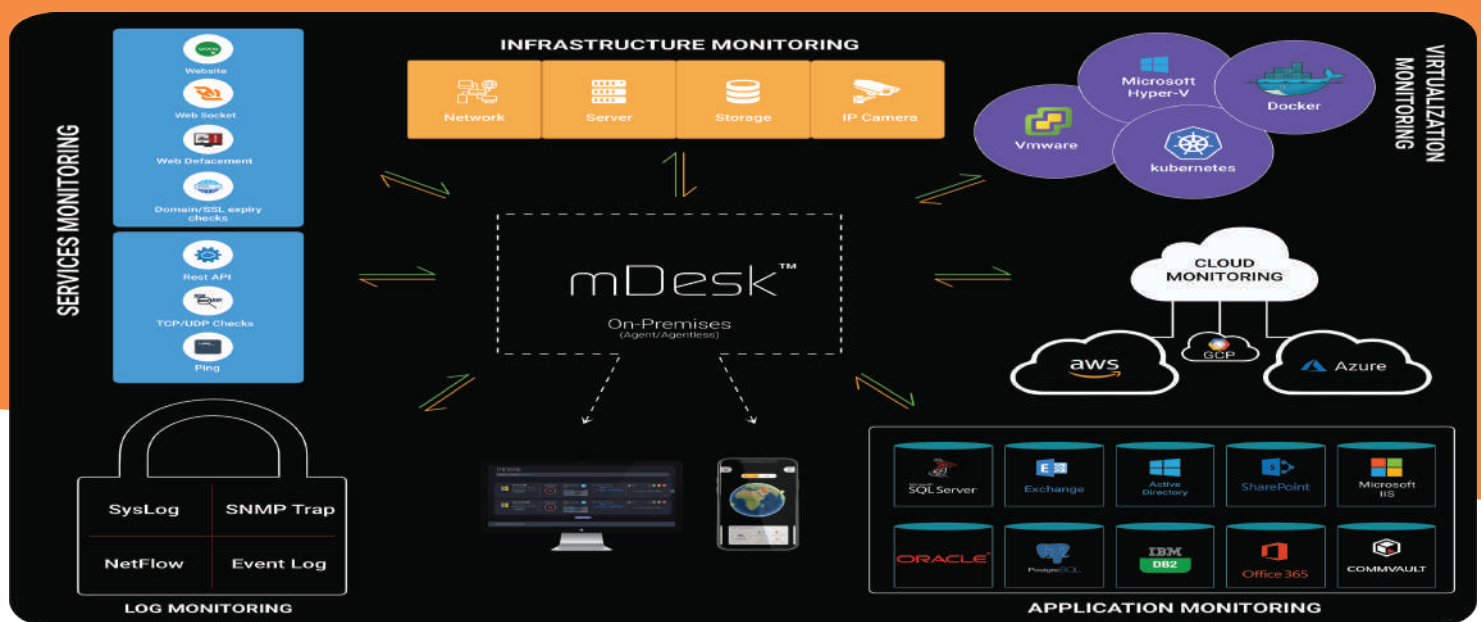 INFRASTRUCTURE MONITORING
Network
Server
Storage
IP Camera
SERVICES MONITORING
Website
Web Socket
Web Defacement
Domain/SSL expiry
checks
Rest API
TCP/UDP Checks
Ping
VIRTUALIZATION
MONITORING
Microsoft
Hyper-V
Docker
Vmware
kubernetes
mDesk™
On-Premises
(Agent/Agentless)
CLOUD
MONITORING
aws
GCP
Azure
SysLog
SNMP Trap
NetFlow
Event Log
LOG MONITORING
mDesk
SQL Server
Exchange
Active
Directory
SharePoint
Microsoft
IIS
ORACLE
PostgreSQL
IBM
DB2
Office 365
COMMVAULT
APPLICATION MONITORING